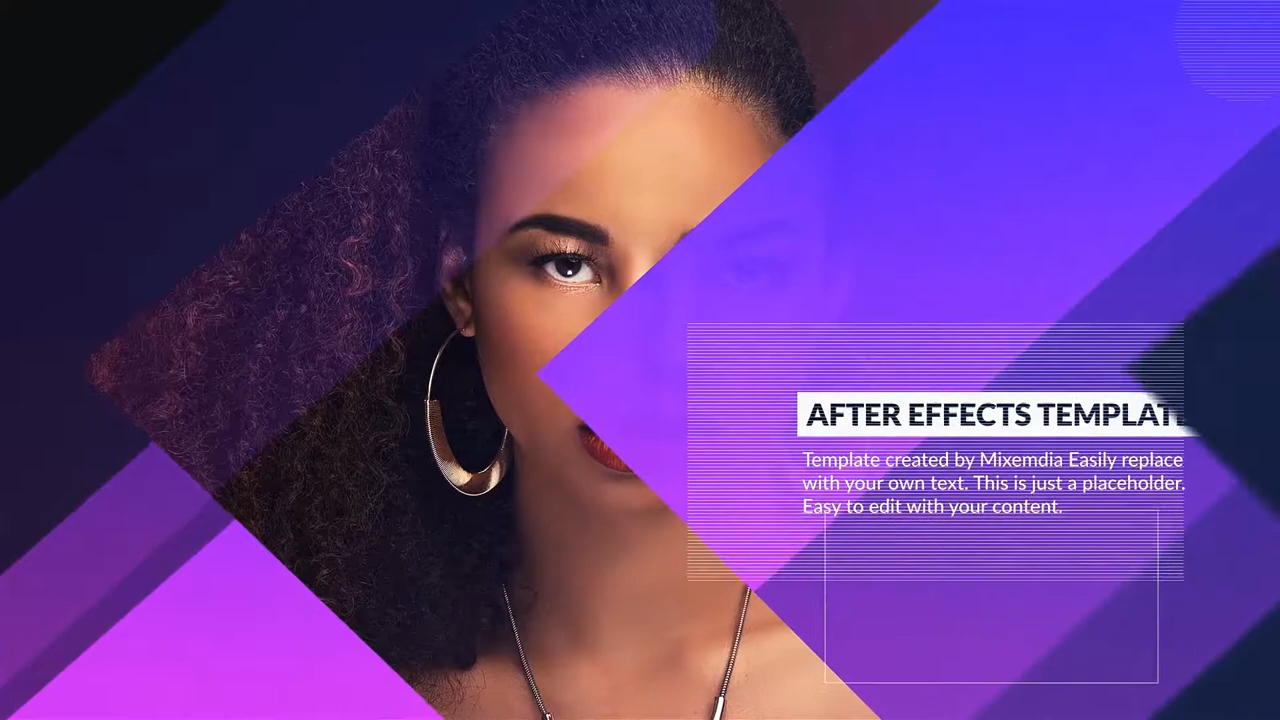 AFTER EFFECTS TEMPLAT
Template created by Mixemdia Easily replace
with your own text. This is just a placeholder.
Easy to edit with your content.